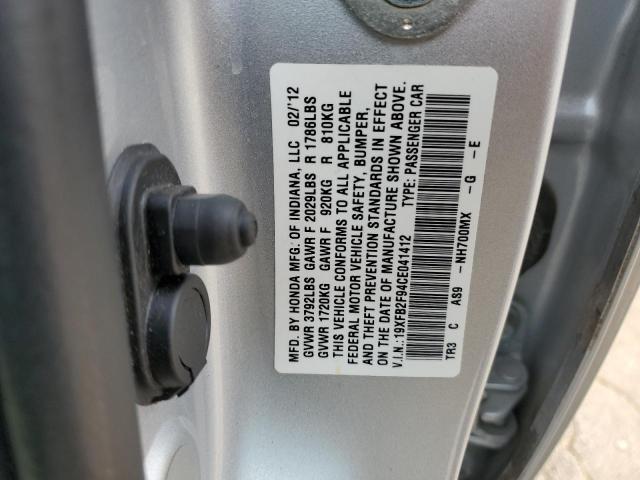 MFD. BY HONDA MFG. OF INDIANA, LLC 02/'12
GVWR 3792LBS GAWR F 2029LBS R 1786LBS
GVWR 1720KG GAWR F 920KG R 810KG
THIS VEHICLE CONFORMS TO ALL APPLICABLE
FEDERAL MOTOR VEHICLE SAFETY, BUMPER,
AND THEFT PREVENTION STANDARDS IN EFFECT
ON THE DATE OF MANUFACTURE SHOWN ABOVE.
V.I.N.:19XFB2F94CE041412 TYPE: PASSENGER CAR
TR3 C AS9 -NH700MX -G -E